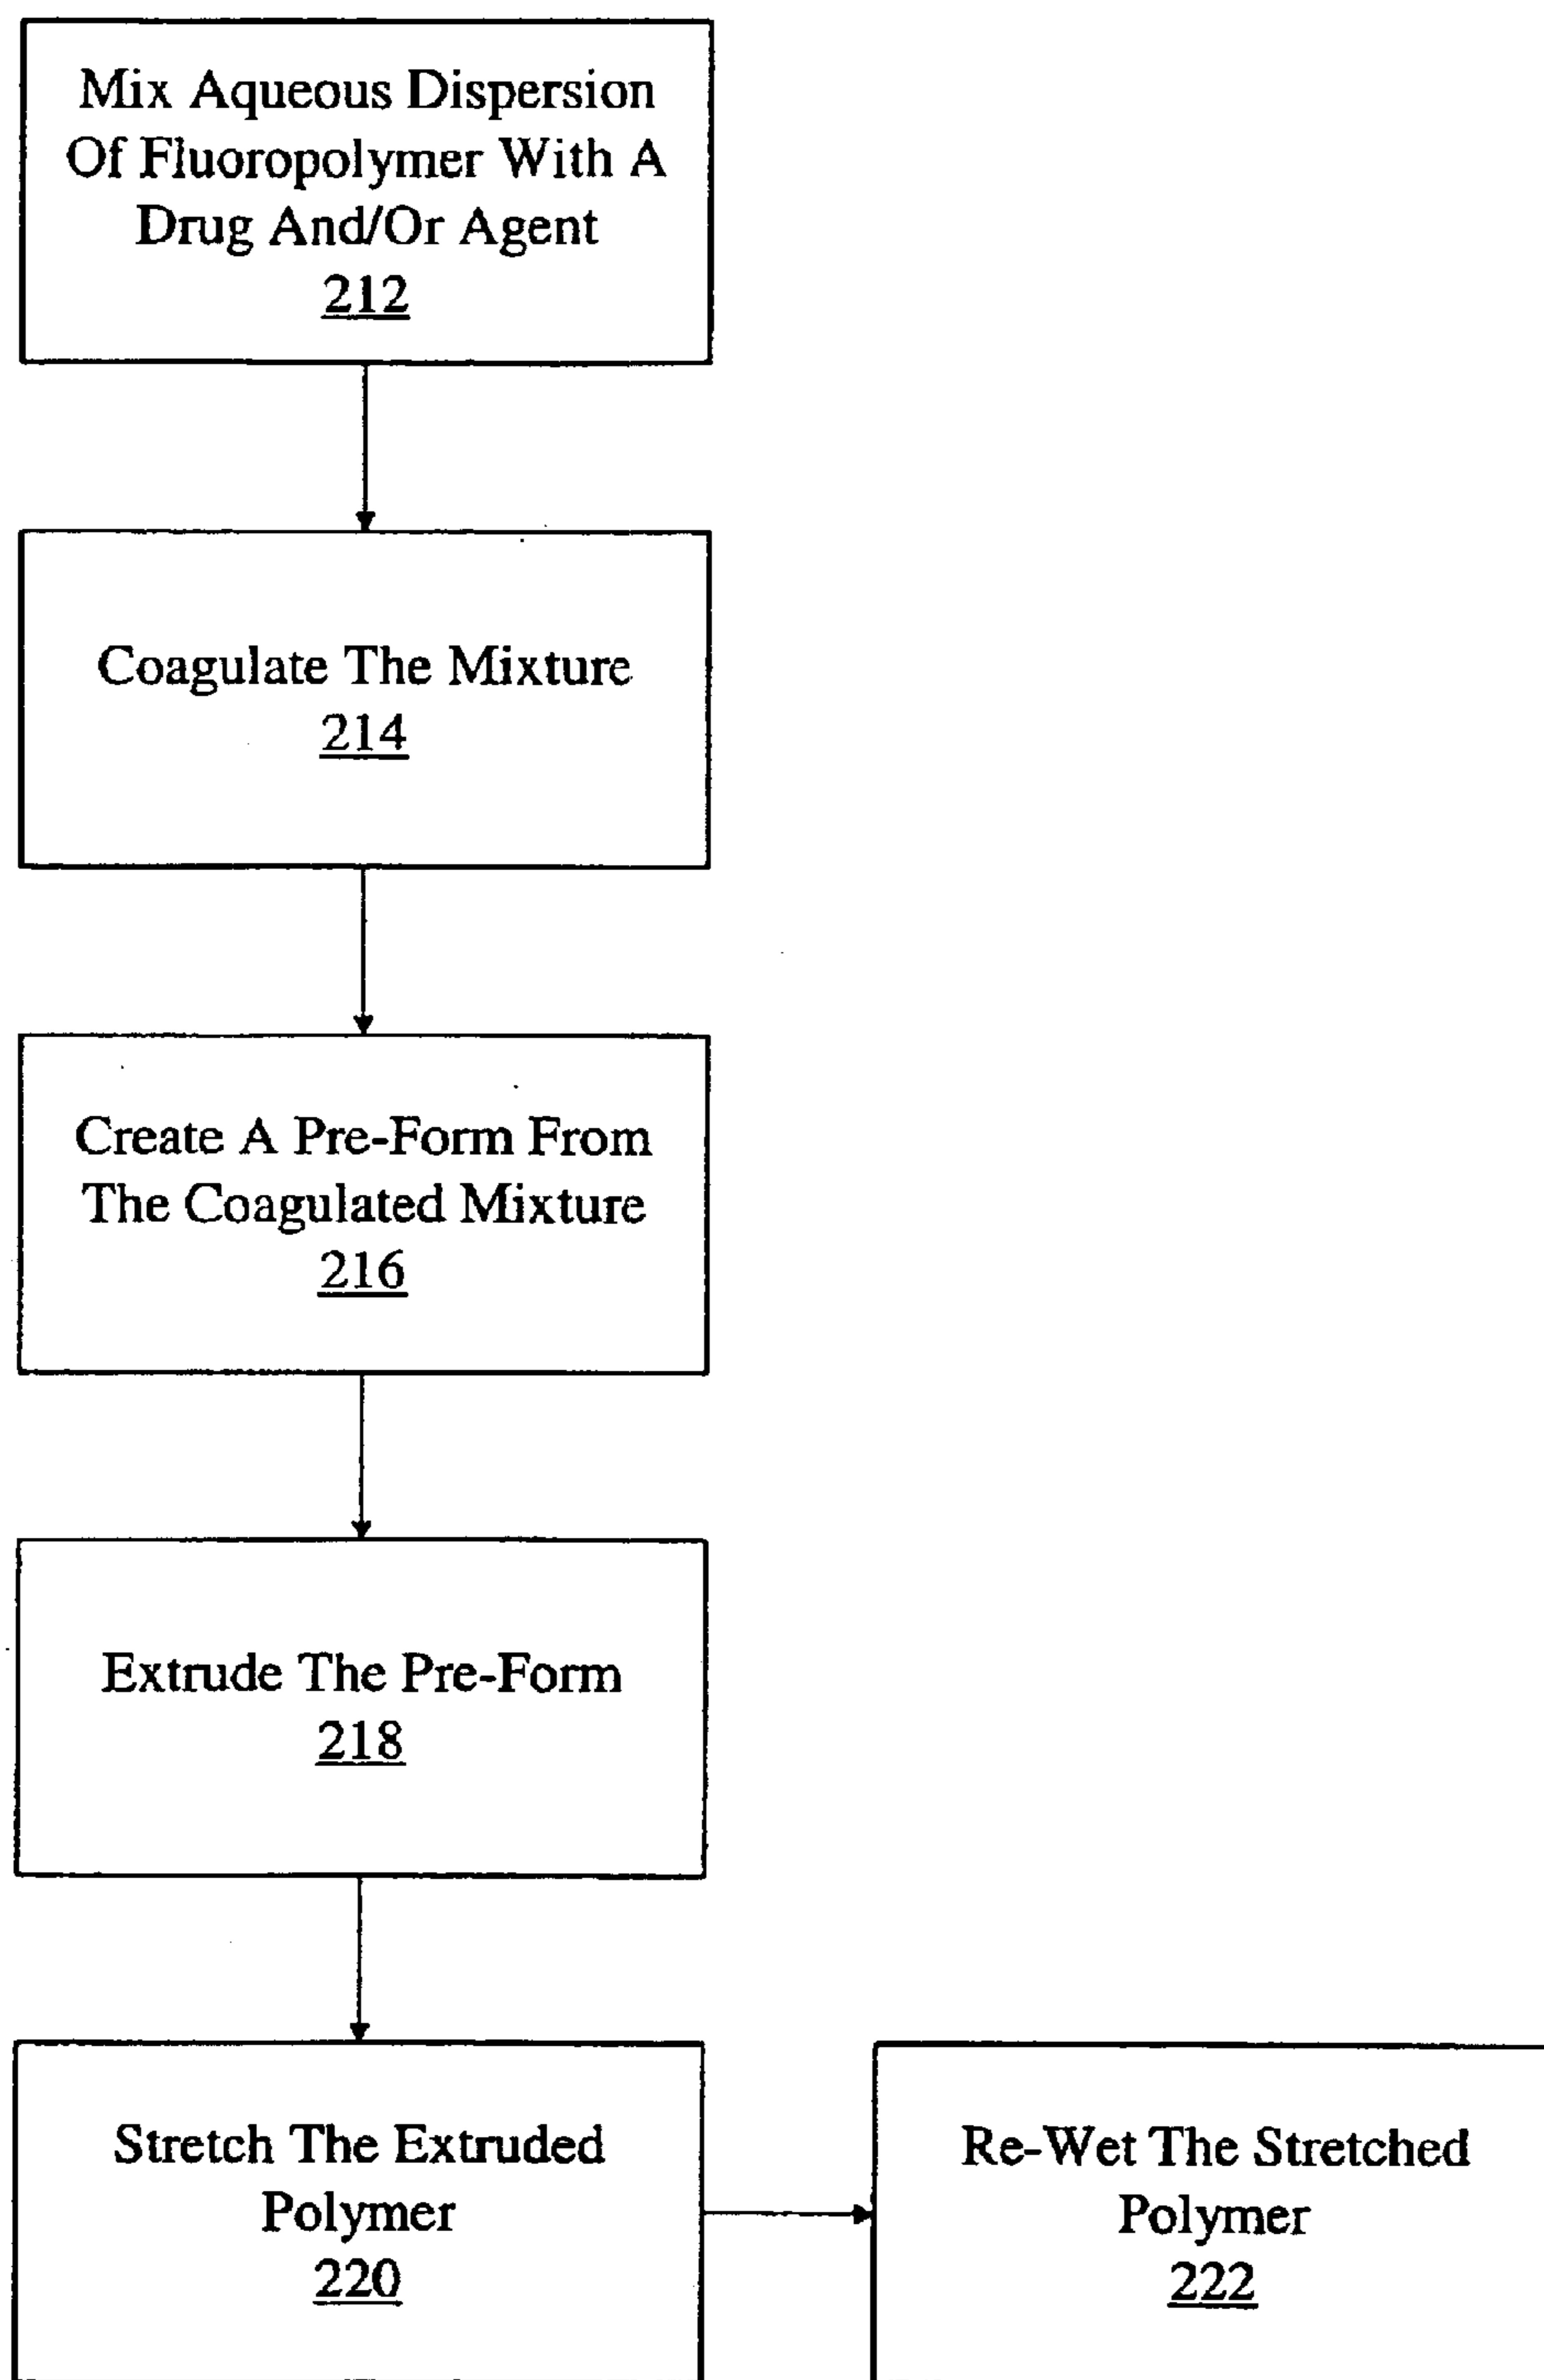 Mix Aqueous Dispersion
Of Fluoropolymer With A
Drug And/Or Agent
212
Coagulate The Mixture
214
Create A Pre-Form From
The Coagulated Mixture
216
Extrude The Pre-Form
218
Stretch The Extruded
Polymer
220
Re-Wet The Stretched
Polymer
222